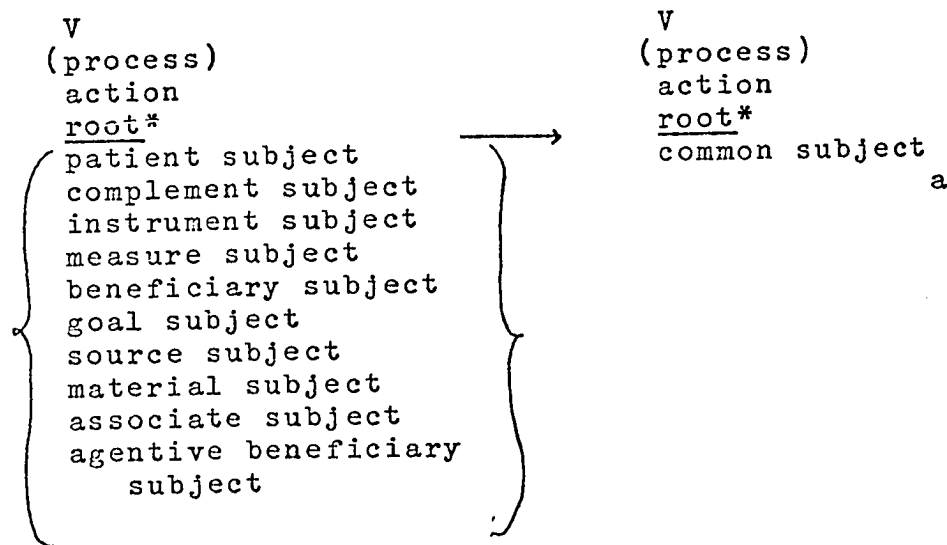 V
(process)
action
root*
patient subject
complement subject
instrument subject
measure subject
beneficiary subject
goal subject
source subject
material subject
associate subject
agentive beneficiary
subject
→
V
(process)
action
root*
common subject
a